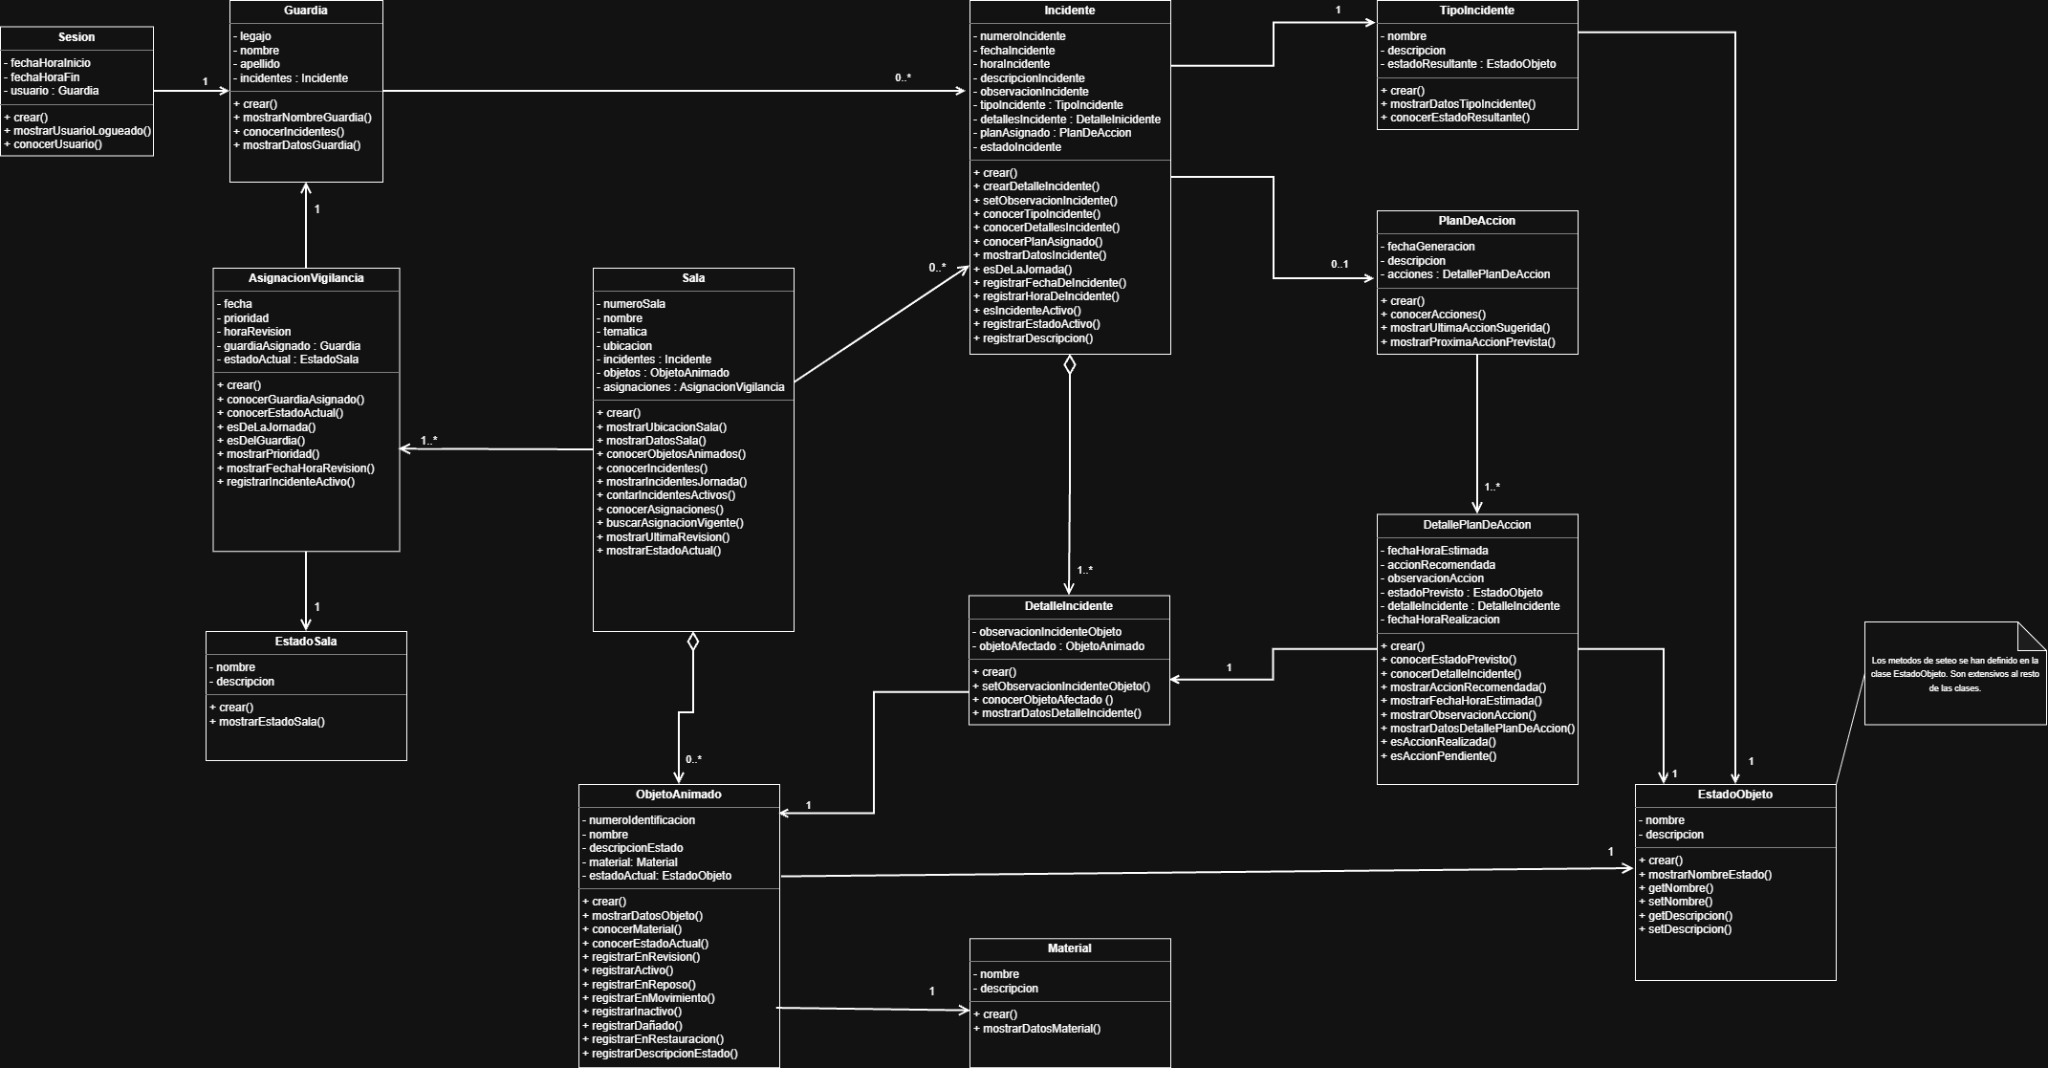 Sesion
- fechaHoraInicio
- fechaHoraFin
- usuario : Guardia
+ crear()
+ mostrarUsuarioLogueado()
+ conocerUsuario()
1
Guardia
- legajo
- nombre
- apellido
- incidentes : Incidente
+ crear()
+ mostrarNombreGuardia()
+ conocerIncidentes()
+ mostrarDatosGuardia()
0..*
1
Incidente
- numeroIncidente
- fechaIncidente
- horaIncidente
- descripcionIncidente
- observacionIncidente
- tipoIncidente : TipoIncidente
- detallesIncidente : DetalleIncidente
- planAsignado : PlanDeAccion
- estadoIncidente
+ crear()
+ crearDetalleIncidente()
+ setObservacionIncidente()
+ conocerTipoIncidente()
+ conocerDetallesIncidente()
+ conocerPlanAsignado()
+ mostrarDatosIncidente()
+ esDeLaJornada()
+ registrarFechaDeIncidente()
+ registrarHoraDeIncidente()
+ esIncidenteActivo()
+ registrarEstadoActivo()
+ registrarDescripcion()
1
TipoIncidente
- nombre
- descripcion
- estadoResultante : EstadoObjeto
+ crear()
+ mostrarDatosTipoIncidente()
+ conocerEstadoResultante()
0..1
PlanDeAccion
- fechaGeneracion
- descripcion
- acciones : DetallePlanDeAccion
+ crear()
+ conocerAcciones()
+ mostrarUltimaAccionSugerida()
+ mostrarProximaAccionPrevista()
1..*
AsignacionVigilancia
- fecha
- prioridad
- horaRevision
- guardiaAsignado : Guardia
- estadoActual : EstadoSala
+ crear()
+ conocerGuardiaAsignado()
+ conocerEstadoActual()
+ esDeLaJornada()
+ esDelGuardia()
+ mostrarPrioridad()
+ mostrarFechaHoraRevision()
+ registrarIncidenteActivo()
1..*
Sala
- numeroSala
- nombre
- tematica
- ubicacion
- incidentes : Incidente
- objetos : ObjetoAnimado
- asignaciones : AsignacionVigilancia
+ crear()
+ mostrarUbicacionSala()
+ mostrarDatosSala()
+ conocerObjetosAnimados()
+ conocerIncidentes()
+ mostrarIncidentesJornada()
+ contarIncidentesActivos()
+ conocerAsignaciones()
+ buscarAsignacionVigente()
+ mostrarUltimaRevision()
+ mostrarEstadoActual()
0..*
1..*
DetallePlanDeAccion
- fechaHoraEstimada
- accionRecomendada
- observacionAccion
- estadoPrevisto : EstadoObjeto
- detalleIncidente : DetalleIncidente
- fechaHoraRealizacion
+ crear()
+ conocerEstadoPrevisto()
+ conocerDetalleIncidente()
+ mostrarAccionRecomendada()
+ mostrarFechaHoraEstimada()
+ mostrarObservacionAccion()
+ mostrarDatosDetallePlanDeAccion()
+ esAccionRealizada()
+ esAccionPendiente()
1
EstadoSala
- nombre
- descripcion
+ crear()
+ mostrarEstadoSala()
DetalleIncidente
- observacionIncidenteObjeto
- objetoAfectado : ObjetoAnimado
+ crear()
+ setObservacionIncidenteObjeto()
+ conocerObjetoAfectado ()
+ mostrarDatosDetalleIncidente()
1
Los metodos de seteo se han definido en la
clase EstadoObjeto. Son extensivos al resto
de las clases.
0..*
1
1
1
ObjetoAnimado
- numeroIdentificacion
- nombre
- descripcionEstado
- material: Material
- estadoActual: EstadoObjeto
+ crear()
+ mostrarDatosObjeto()
+ conocerMaterial()
+ conocerEstadoActual()
+ registrarEnRevision()
+ registrarActivo()
+ registrarEnReposo()
+ registrarEnMovimiento()
+ registrarInactivo()
+ registrarDañado()
+ registrarEnRestauracion()
+ registrarDescripcionEstado()
1
EstadoObjeto
- nombre
- descripcion
+ crear()
+ mostrarNombreEstado()
+ getNombre()
+ setNombre()
+ getDescripcion()
+ setDescripcion()
1
Material
- nombre
- descripcion
+ crear()
+ mostrarDatosMaterial()